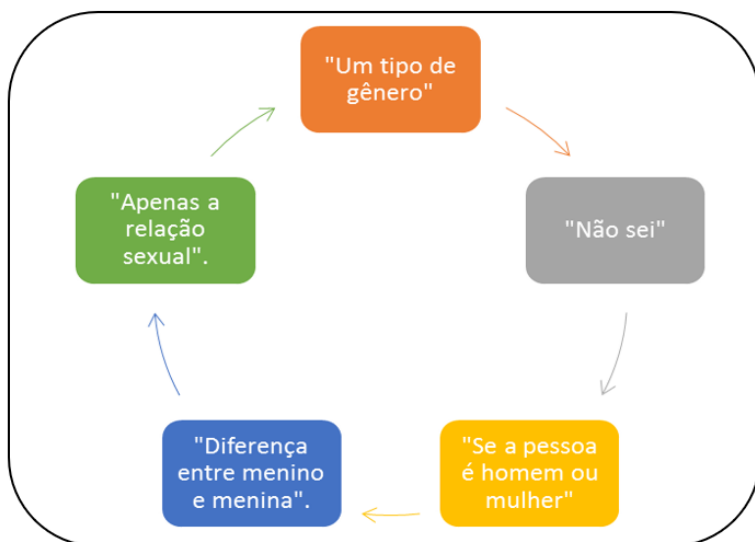 "Um tipo de
gênero"
"Não sei"
"Se a pessoa
é homem ou
mulher"
"Diferença
entre menino
e menina".
"Apenas a
relação
sexual".